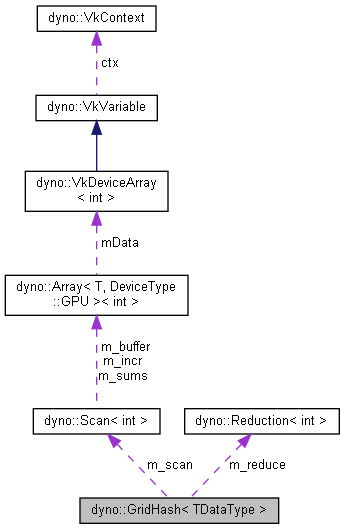 dyno::VkContext
ctx
dyno::VkVariable
dyno::VkDeviceArray
< int >
mData
dyno::Array< T, DeviceType
::GPU >< int >
m_buffer
m_incr
m_sums
dyno::Scan< int >
dyno::Reduction< int >
m_scan
m_reduce
dyno::GridHash< TDataType >